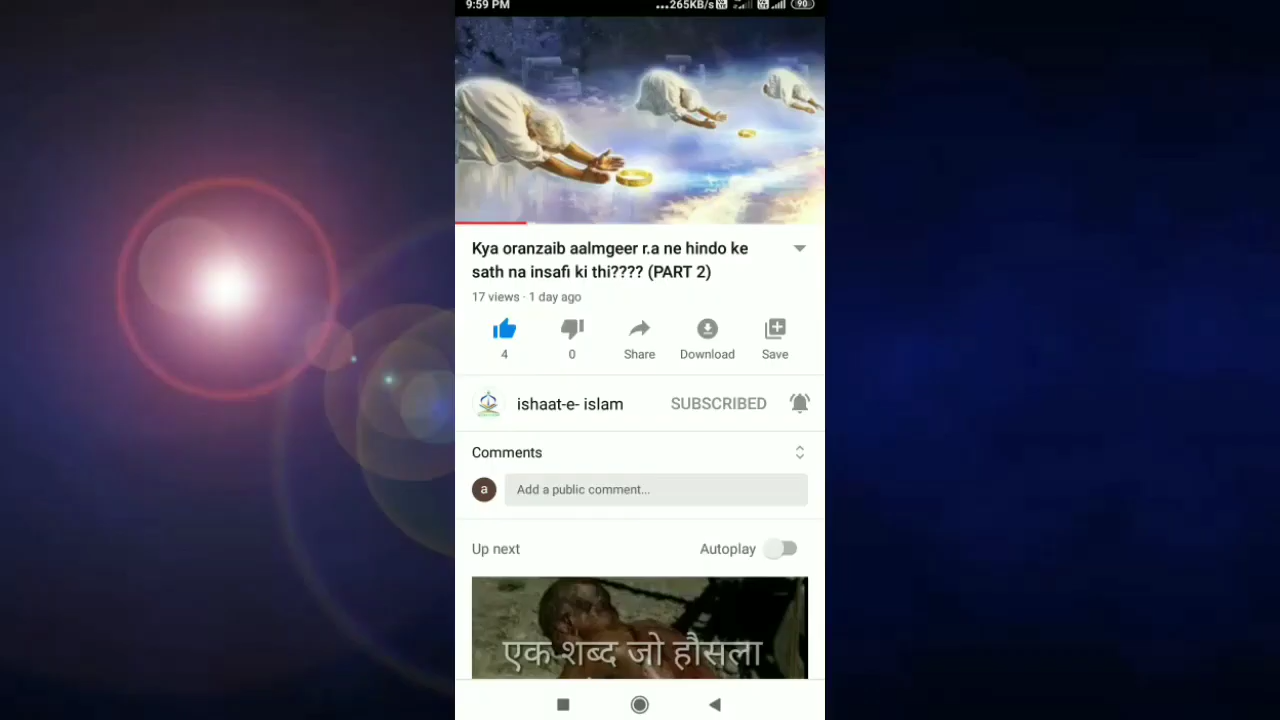 9:59 PM ...265KB/s 90
Kya oranzaib aalmgeer r.a ne hindo ke
sath na insafi ki thi???? (PART 2)
17 views · 1 day ago
4 0 Share Download Save
ishaat-e- islam SUBSCRIBED
Comments
a Add a public comment...
Up next Autoplay
एक शब्द जो हौसला